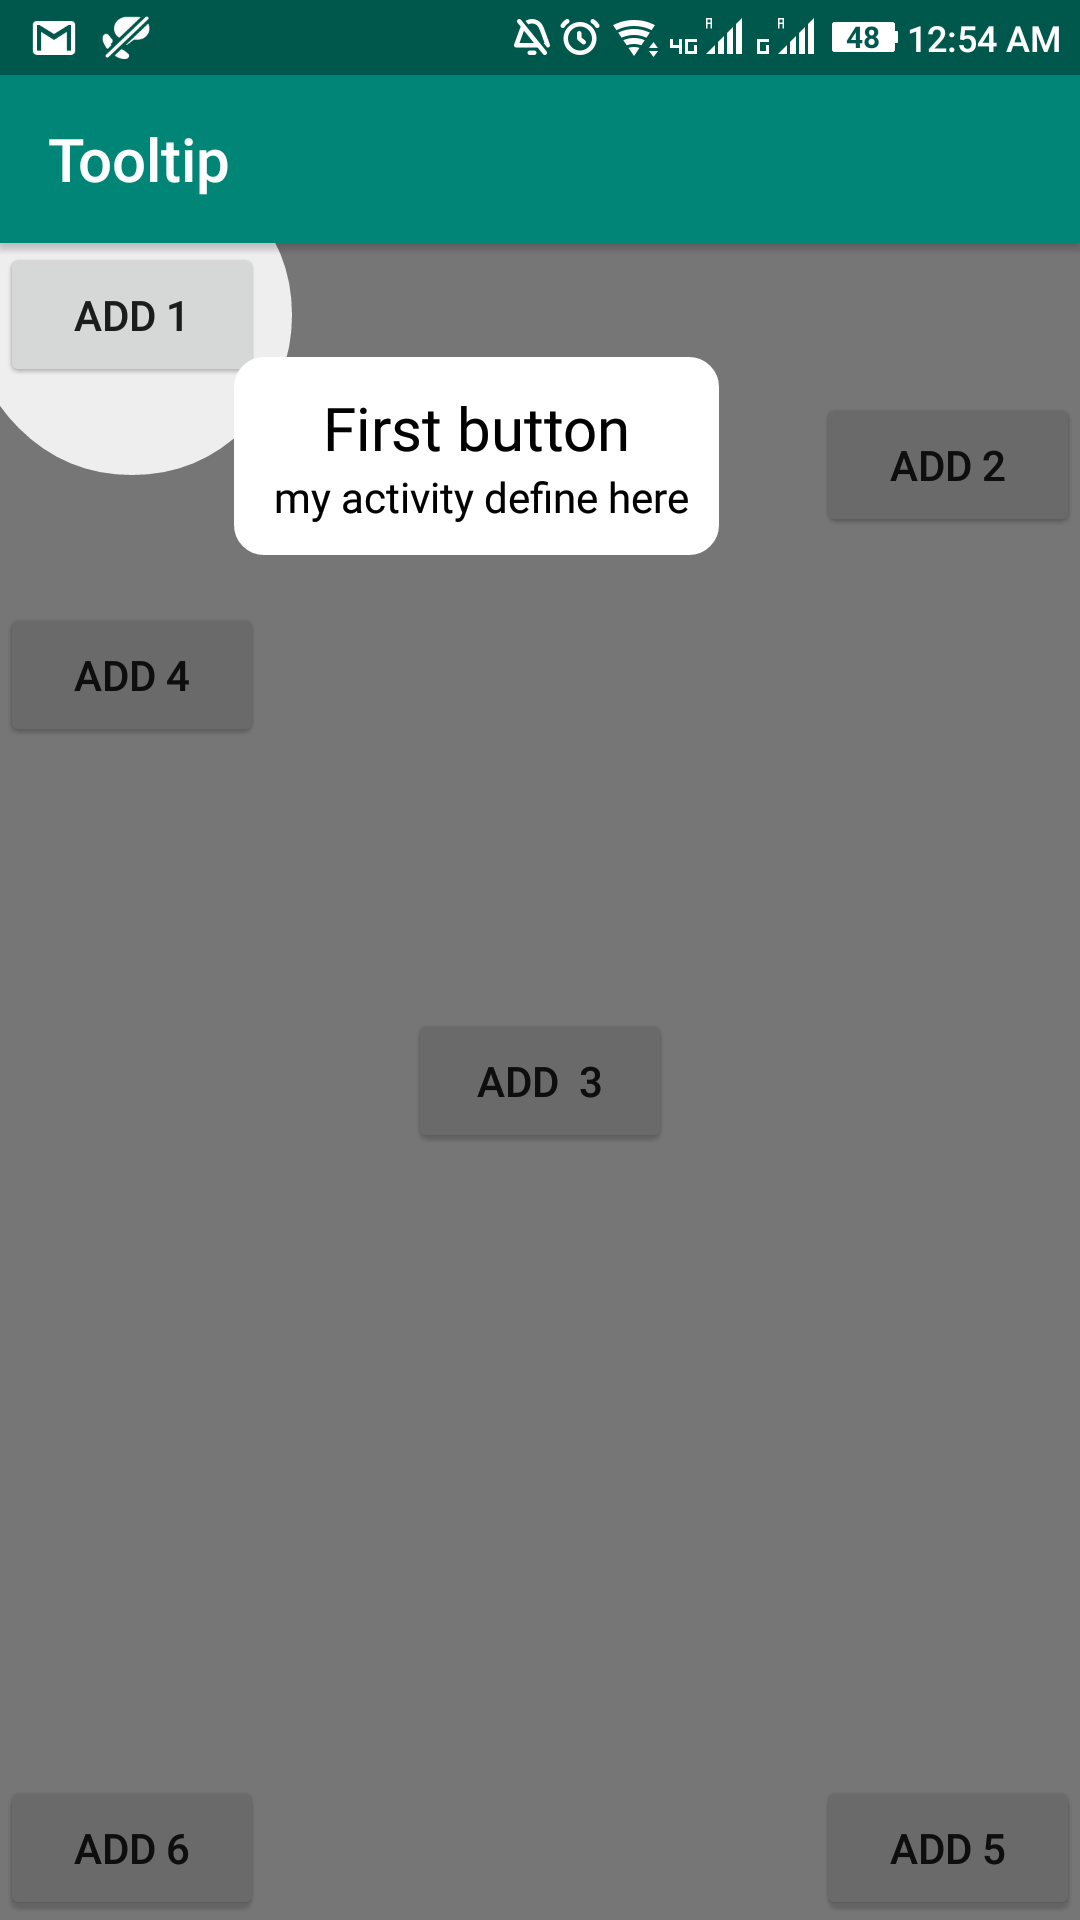 4G R G R 48 12:54 AM
Tooltip
ADD 1
First button
my activity define here
ADD 2
ADD 4
ADD  3
ADD 6 ADD 5